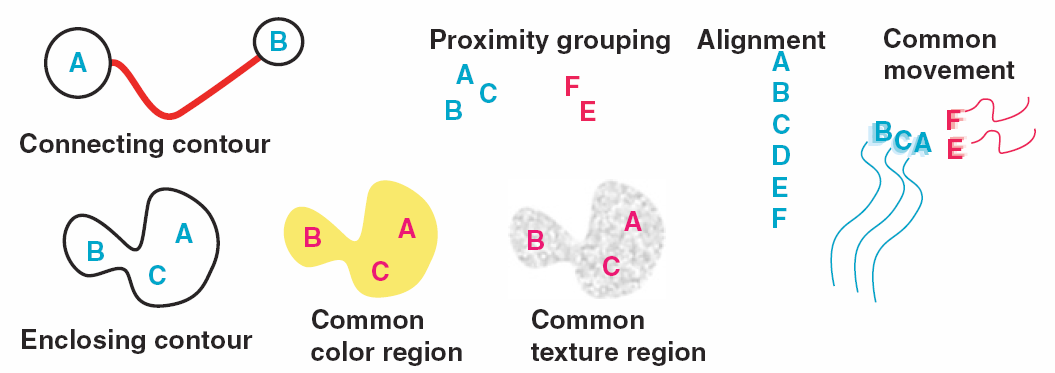 A
B
Connecting contour
Proximity grouping
A
C
B
F
E
Alignment
A
B
C
D
E
F
Common
movement
B C A
F
E
B
A
C
Enclosing contour
B
A
C
Common
color region
B
A
C
Common
texture region